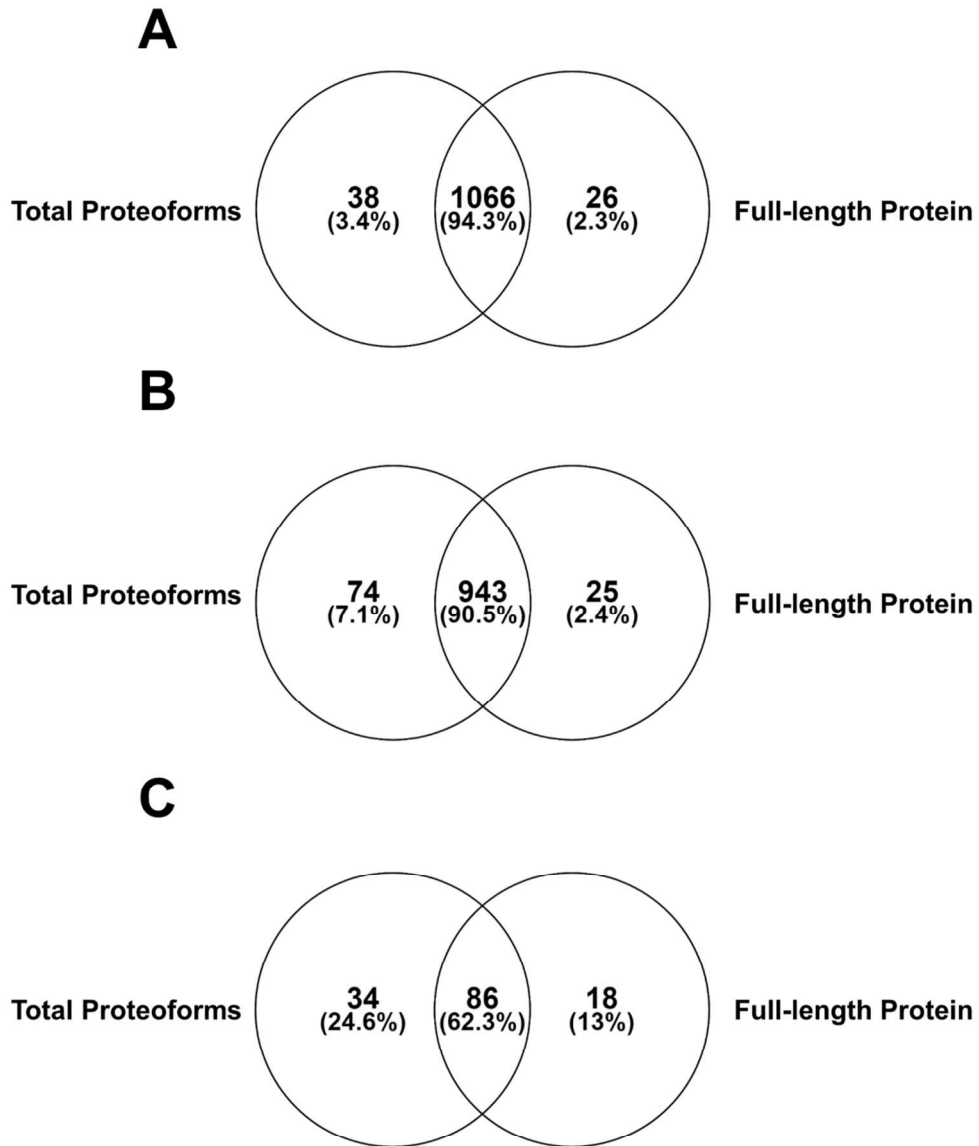 A
Total Proteoforms
38
(3.4%)
1066
(94.3%)
26
(2.3%)
Full-length Protein
B
Total Proteoforms
74
(7.1%)
943
(90.5%)
25
(2.4%)
Full-length Protein
C
Total Proteoforms
34
(24.6%)
86
(62.3%)
18
(13%)
Full-length Protein